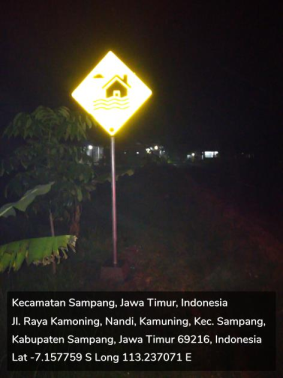 Kecamatan Sampang, Jawa Timur, Indonesia
Jl. Raya Kamoning, Nandi, Kamuning, Kec. Sampang,
Kabupaten Sampang, Jawa Timur 69216, Indonesia
Lat -7.157759 S Long 113.237071 E